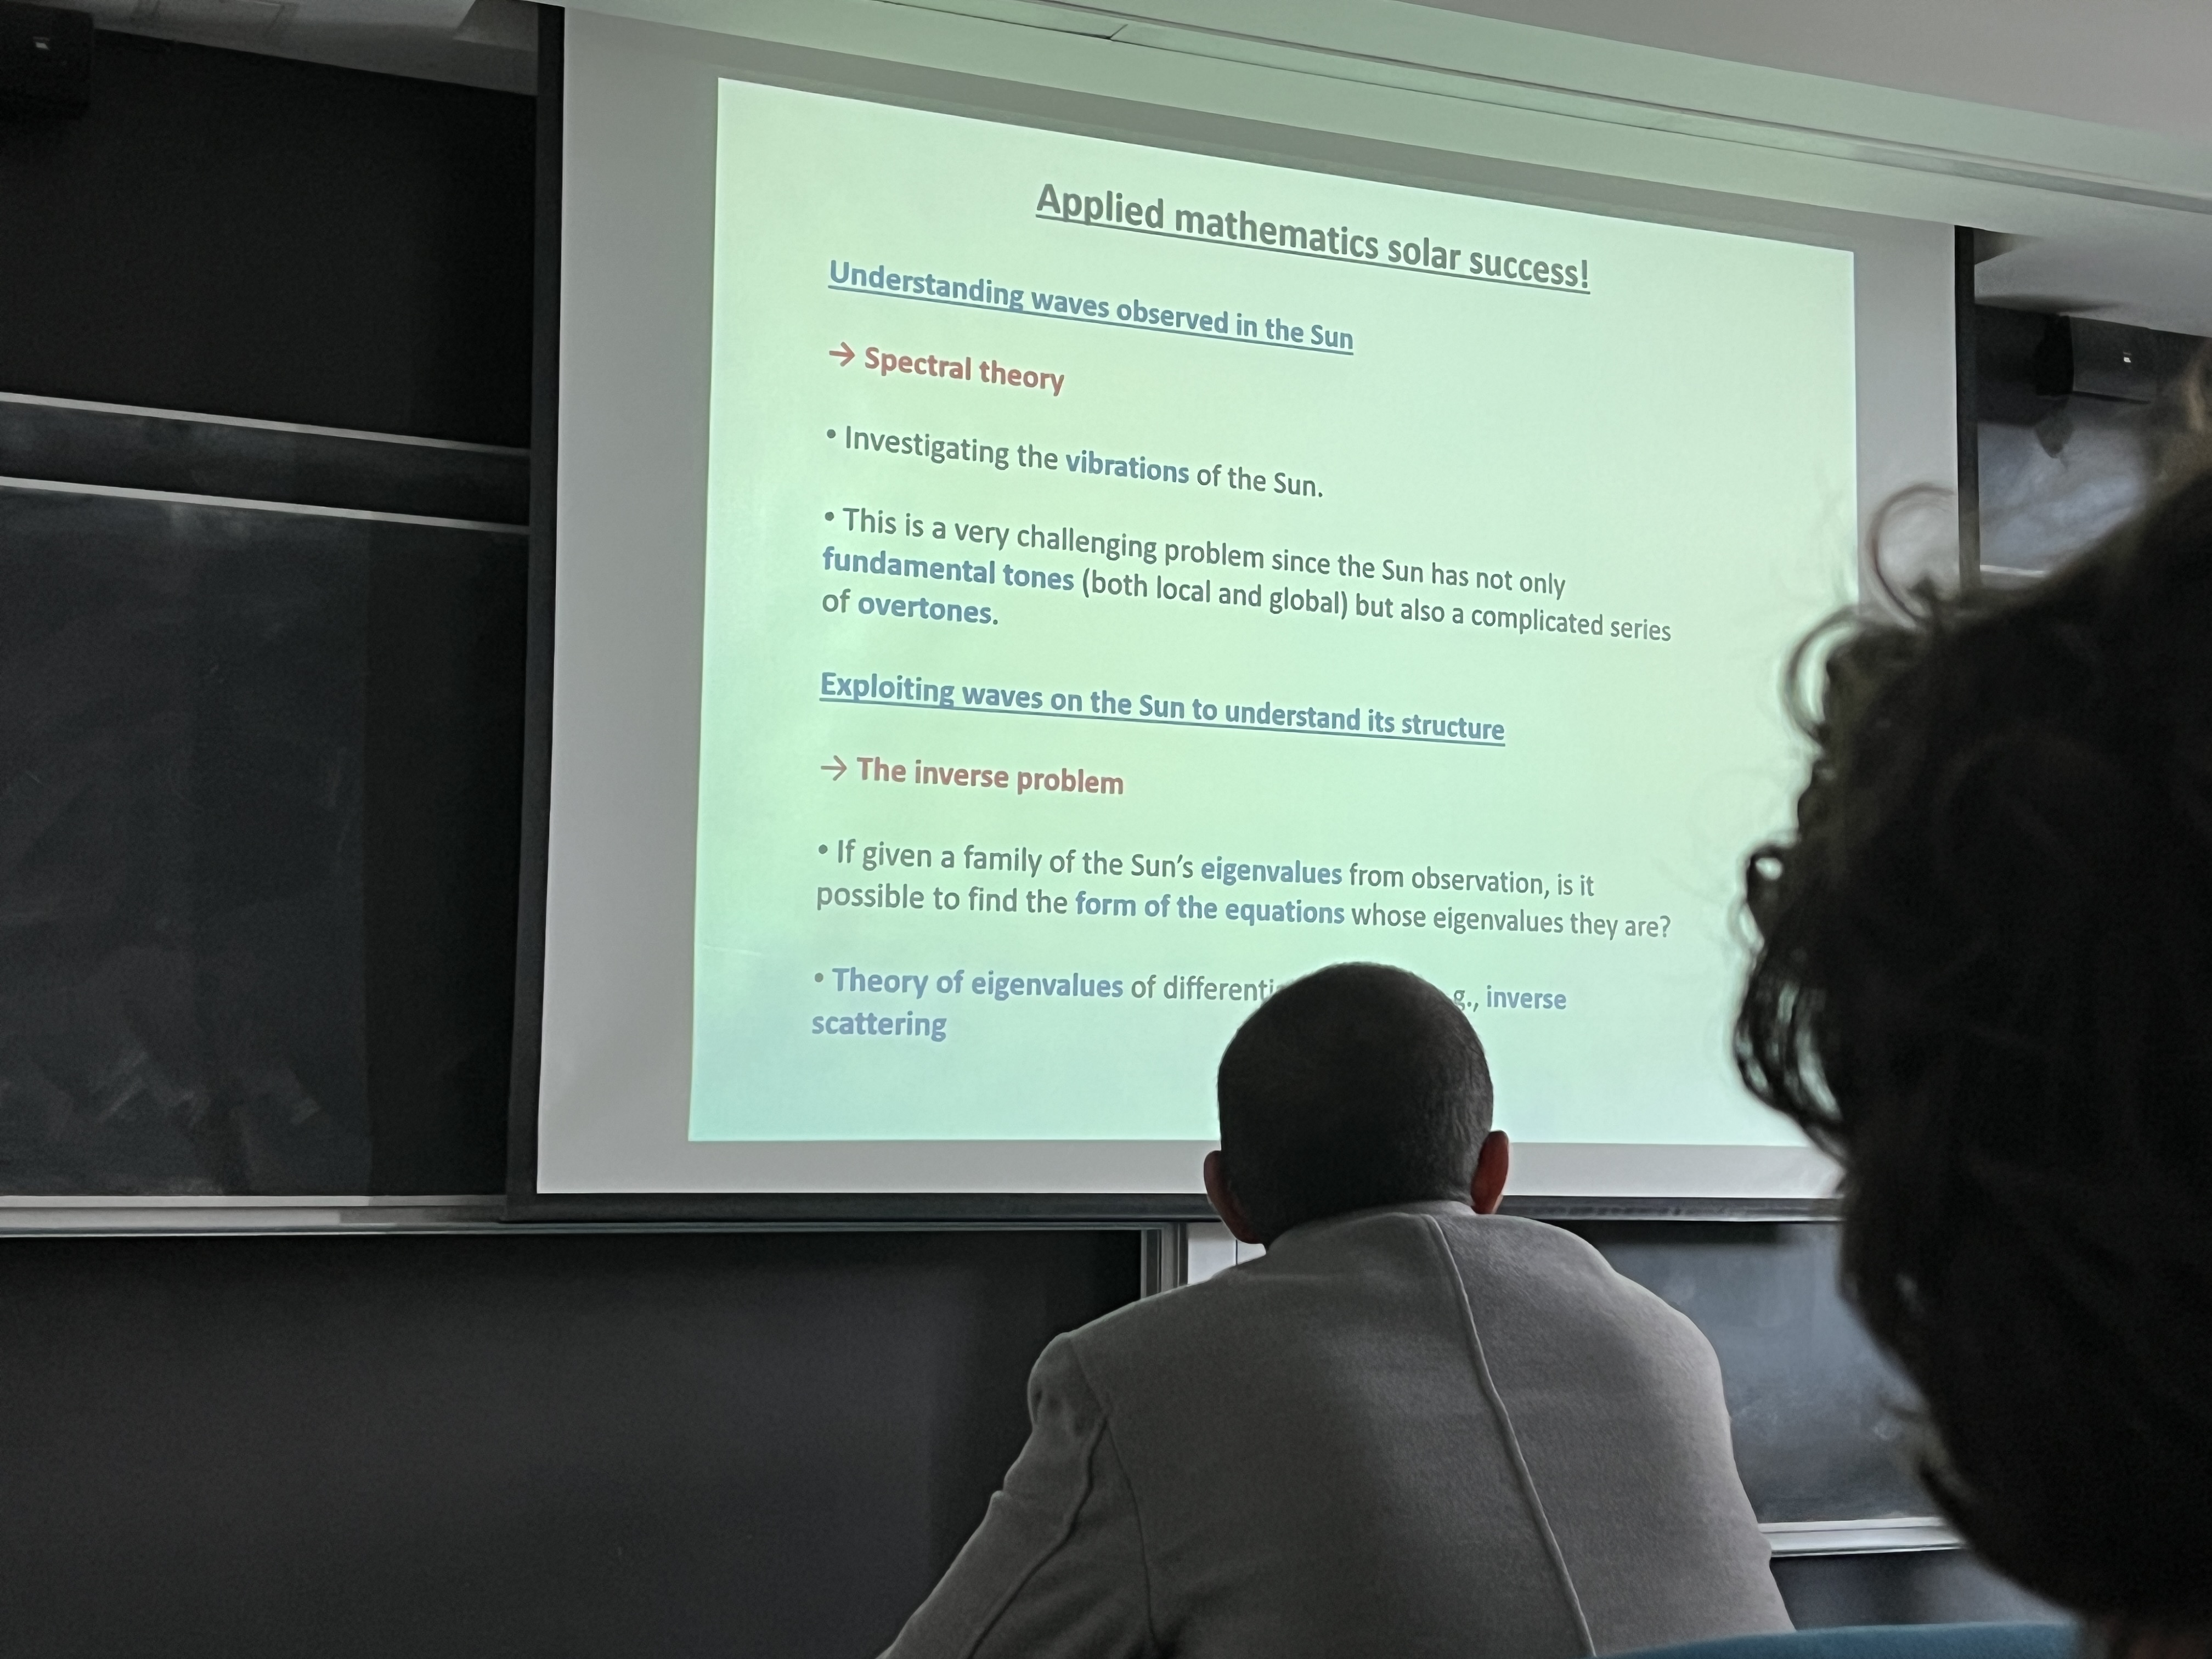 Applied mathematics solar success!
Understanding waves observed in the Sun
→ Spectral theory
• Investigating the vibrations of the Sun.
• This is a very challenging problem since the Sun has not only
fundamental tones (both local and global) but also a complicated series
of overtones.
Exploiting waves on the Sun to understand its structure
→ The inverse problem
• If given a family of the Sun's eigenvalues from observation, is it
possible to find the form of the equations whose eigenvalues they are?
• Theory of eigenvalues of inverse
scattering